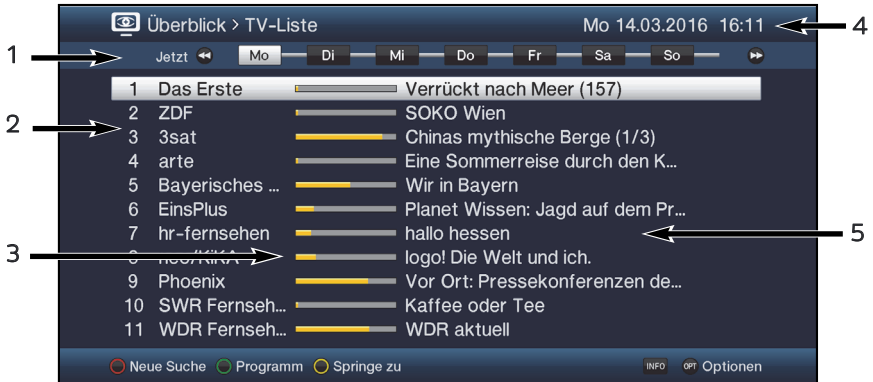 Überblick > TV-Liste Mo 14.03.2016 16:11 4
1 Jetzt Mo Di Mi Do Fr Sa So
1 Das Erste Verrückt nach Meer (157)
2 ZDF SOKO Wien
2
3 3sat Chinas mythische Berge (1/3)
4 arte Eine Sommerreise durch den K...
5 Bayerisches ... Wir in Bayern
6 EinsPlus Planet Wissen: Jagd auf dem Pr...
7 hr-fernsehen hallo hessen 5
3 8 neo/KiKA logo! Die Welt und ich.
9 Phoenix Vor Ort: Pressekonferenzen de...
10 SWR Fernseh... Kaffee oder Tee
11 WDR Fernseh... WDR aktuell
Neue Suche Programm Springe zu INFO OPT Optionen